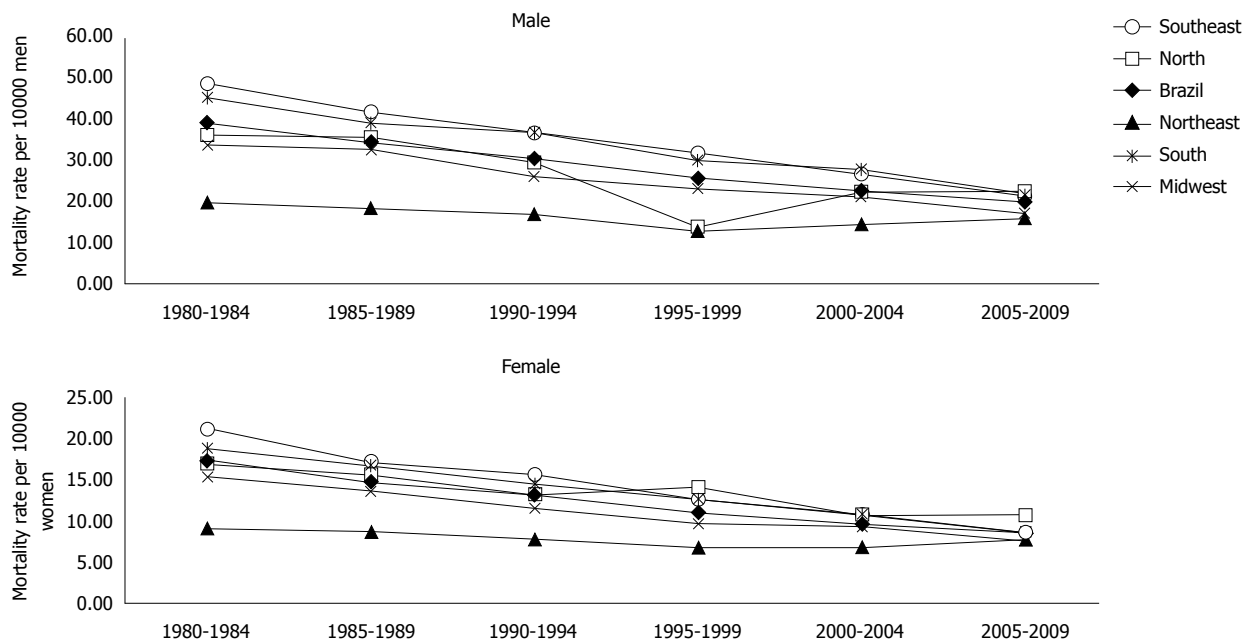 Male
Mortality rate per 10000 men
60.00
50.00
40.00
30.00
20.00
10.00
0.00
1980-1984 1985-1989 1990-1994 1995-1999 2000-2004 2005-2009
Southeast
North
Brazil
Northeast
South
Midwest
Female
Mortality rate per 10000
women
25.00
20.00
15.00
10.00
5.00
0.00
1980-1984 1985-1989 1990-1994 1995-1999 2000-2004 2005-2009